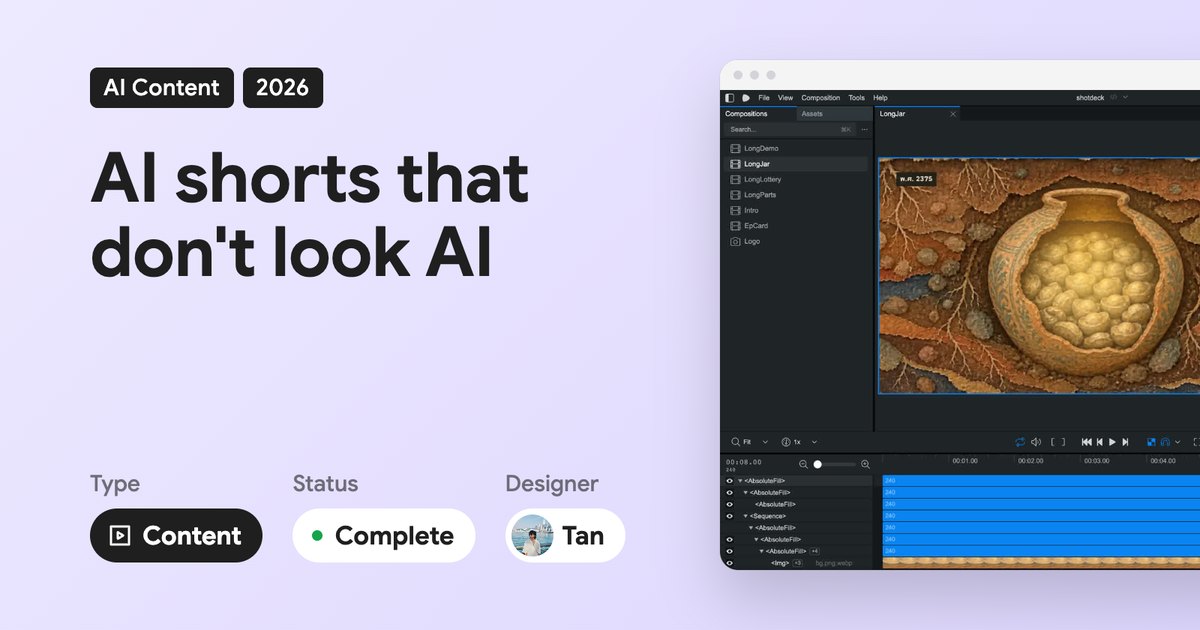 AI Content
2026
AI shorts that
don't look AI
Type
Status
Designer
Content
Complete
Tan
File View Composition Tools Help
shotdeck
Compositions
Assets
LongJar
Search...
⌘K
LongDemo
LongJar
LongLottery
LongParts
Intro
EpCard
Logo
พ.ศ. 2375
Fit
1x
00:08.00
240
00:01.00
00:02.00
00:03.00
00:04.00
<AbsoluteFill>
240
<AbsoluteFill>
240
<AbsoluteFill>
240
<Sequence>
240
<AbsoluteFill>
240
<AbsoluteFill>
240
<AbsoluteFill> +4
240
<Img> +3 bg.png.webp